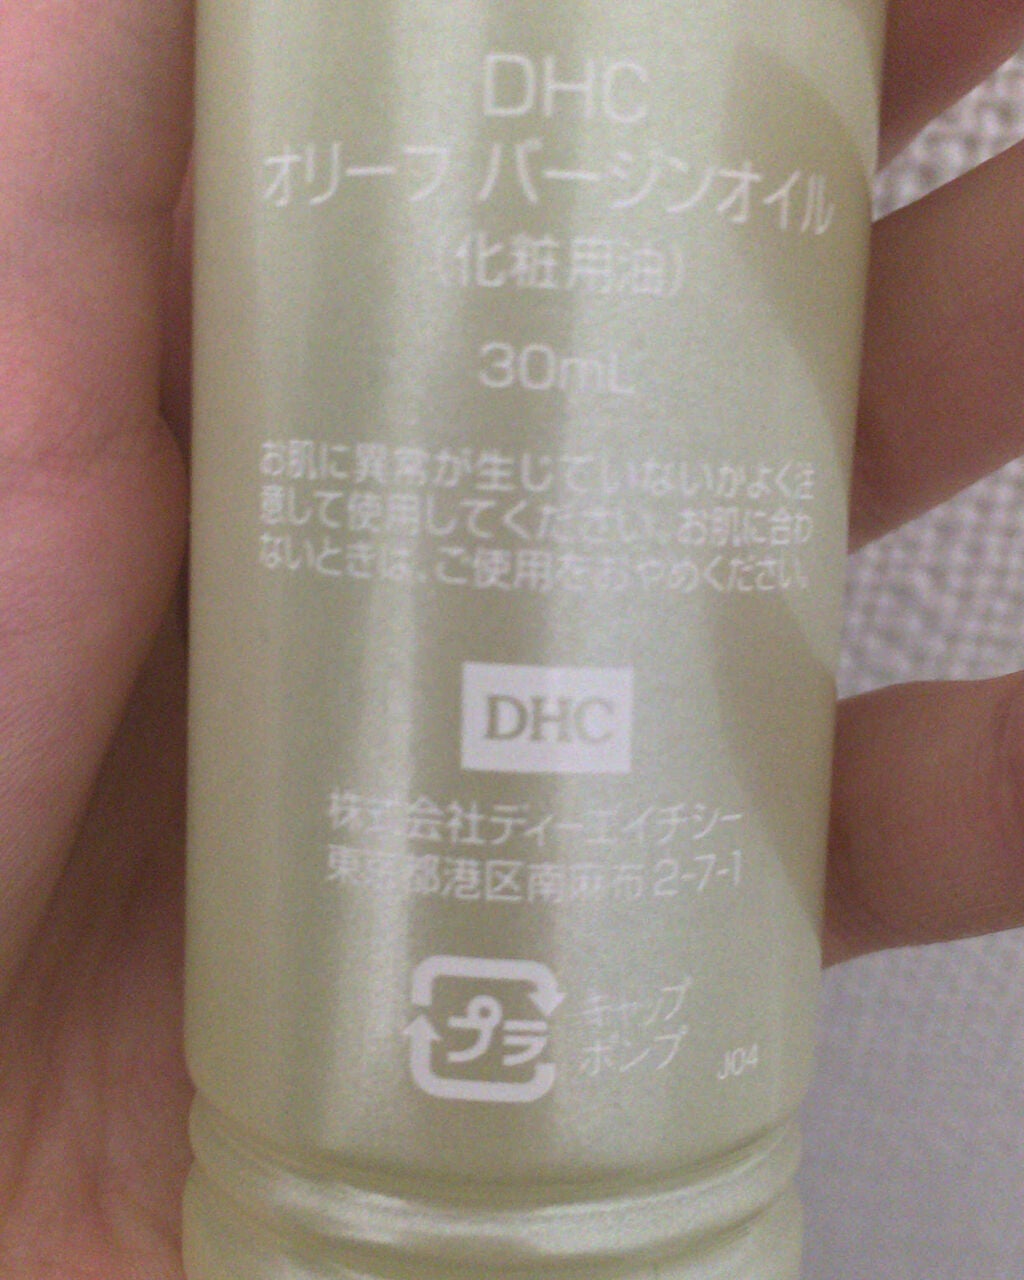 DHC
オリーブ バージンオイル
(化粧用油)
30mL
お肌に異常が生じていないかよく注
意して使用してください。お肌に合わ
ないときは、ご使用をおやめください。
DHC
株式会社ディーエイチシー
東京都港区南麻布2-7-1
プラ
キャップ
ポンプ
J04